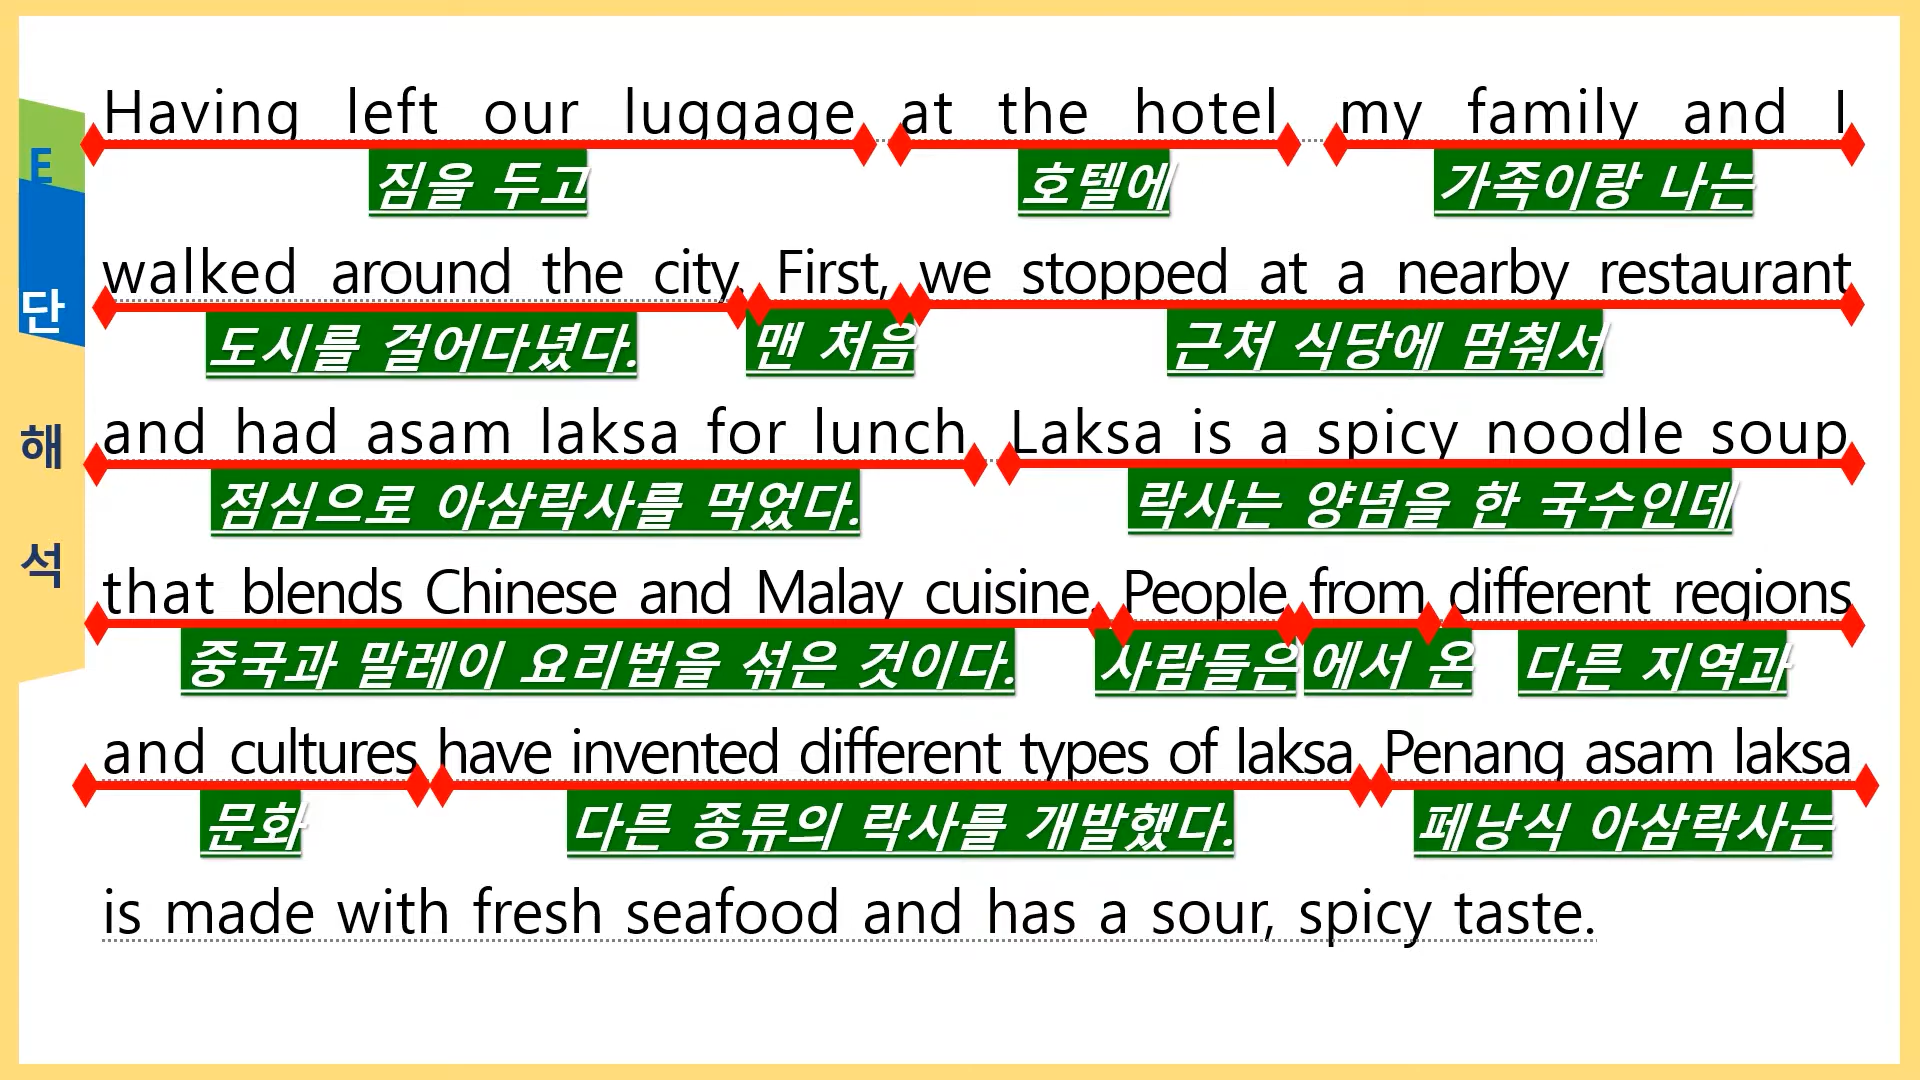 Having left our luggage at the hotel my family and I
짐을 두고 호텔에 가족이랑 나는
walked around the city. First, we stopped at a nearby restaurant
도시를 걸어다녔다. 맨 처음 근처 식당에 멈춰서
and had asam laksa for lunch Laksa is a spicy noodle soup
점심으로 아삼락사를 먹었다. 락사는 양념을 한 국수인데
that blends Chinese and Malay cuisine. People from different regions
중국과 말레이 요리법을 섞은 것이다. 사람들은 에서 온 다른 지역과
and cultures have invented different types of laksa Penang asam laksa
문화 다른 종류의 락사를 개발했다. 페낭식 아삼락사는
is made with fresh seafood and has a sour, spicy taste.
E
단
해
석